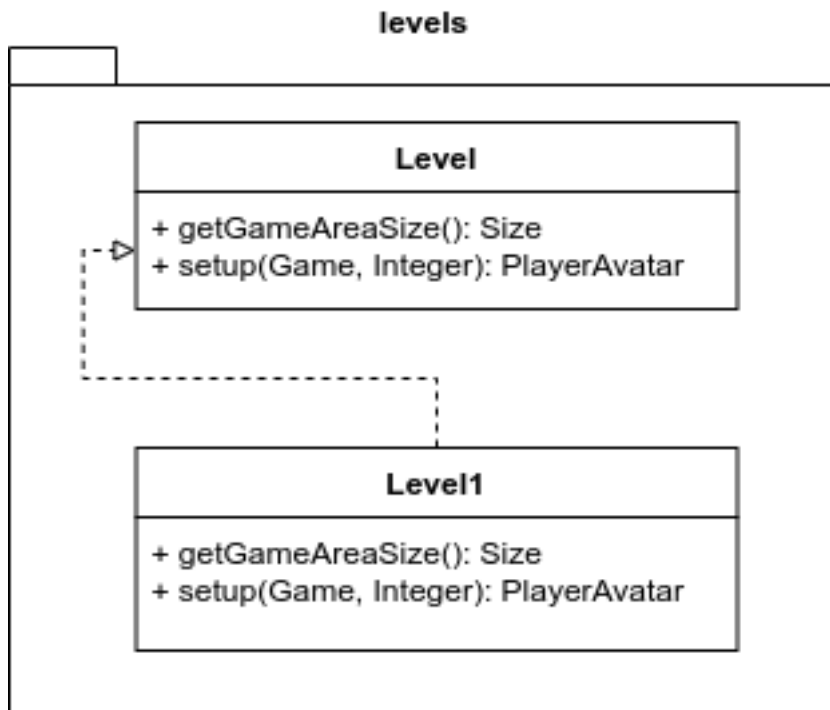 levels
Level
+ getGameAreaSize(): Size
+ setup(Game, Integer): PlayerAvatar
Level1
+ getGameAreaSize(): Size
+ setup(Game, Integer): PlayerAvatar